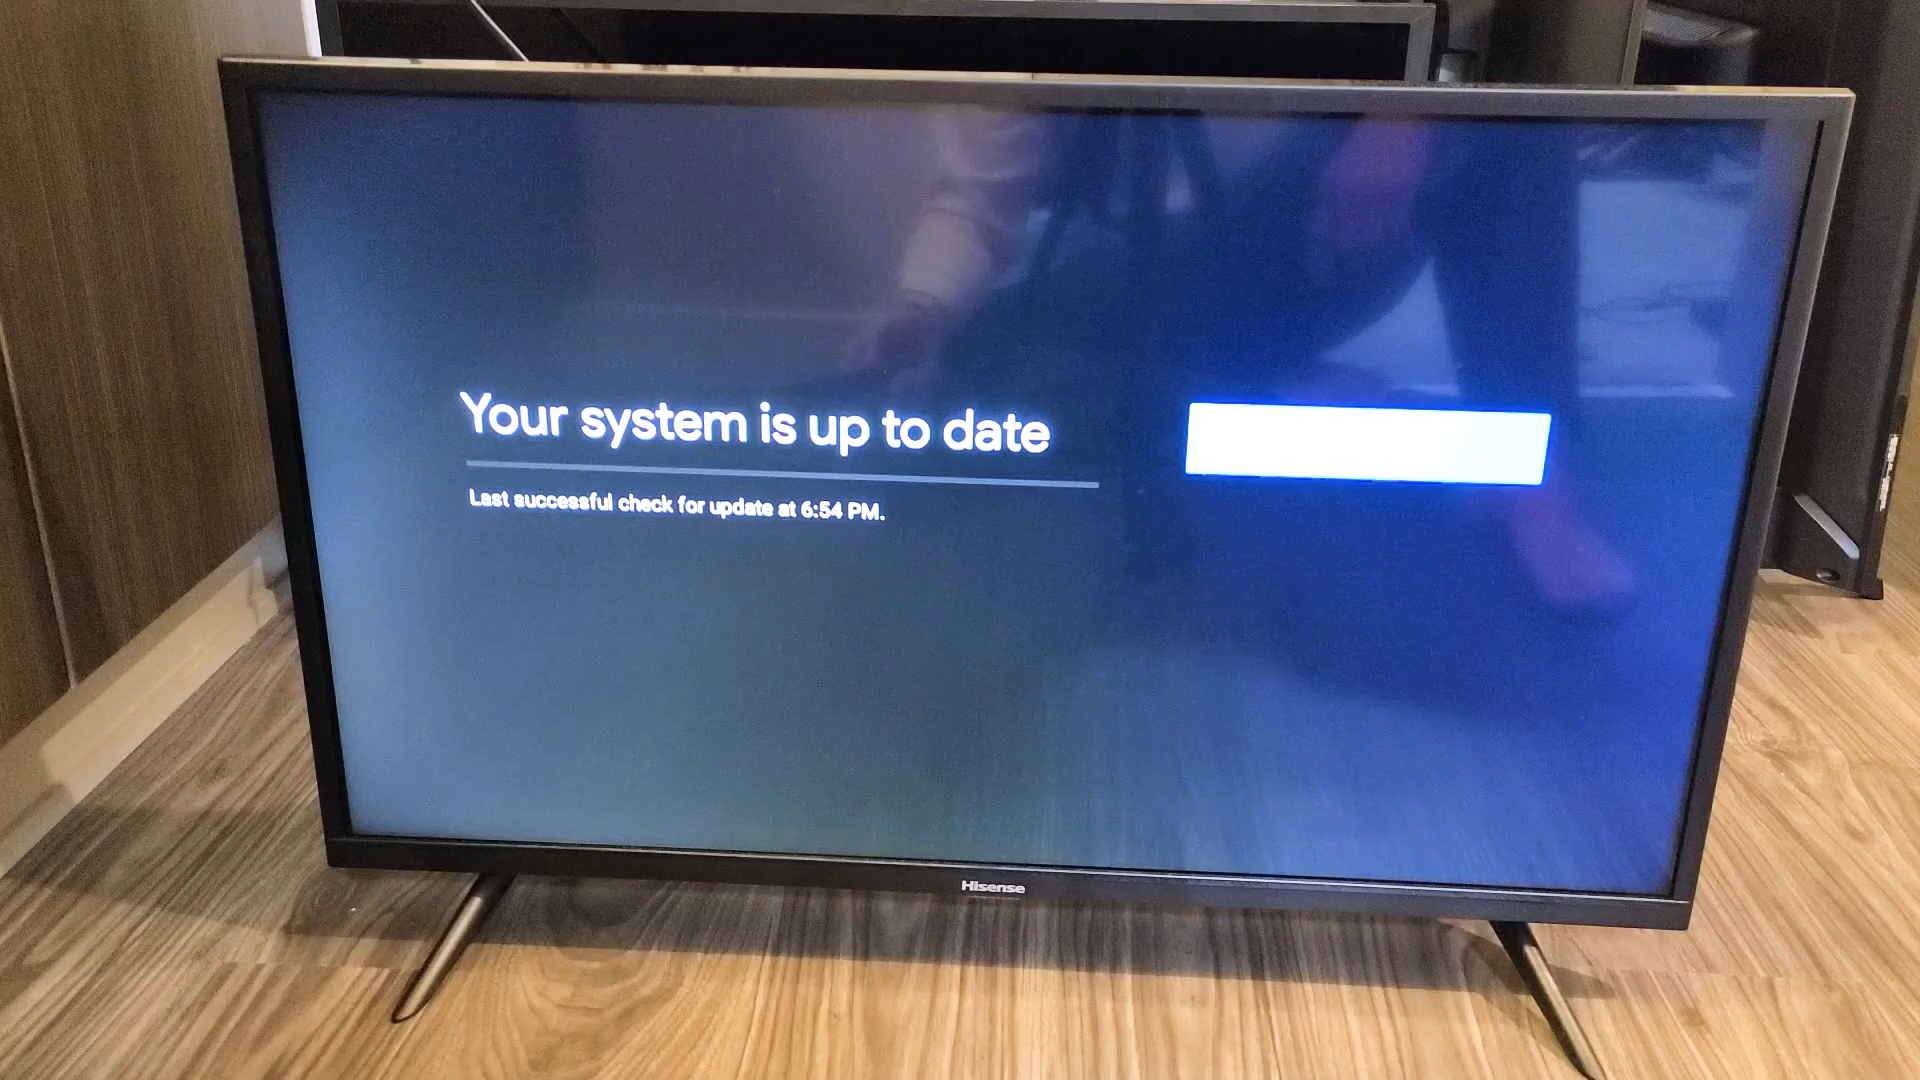 Your system is up to date
Last successful check for update at 6:54 PM.
Hisense